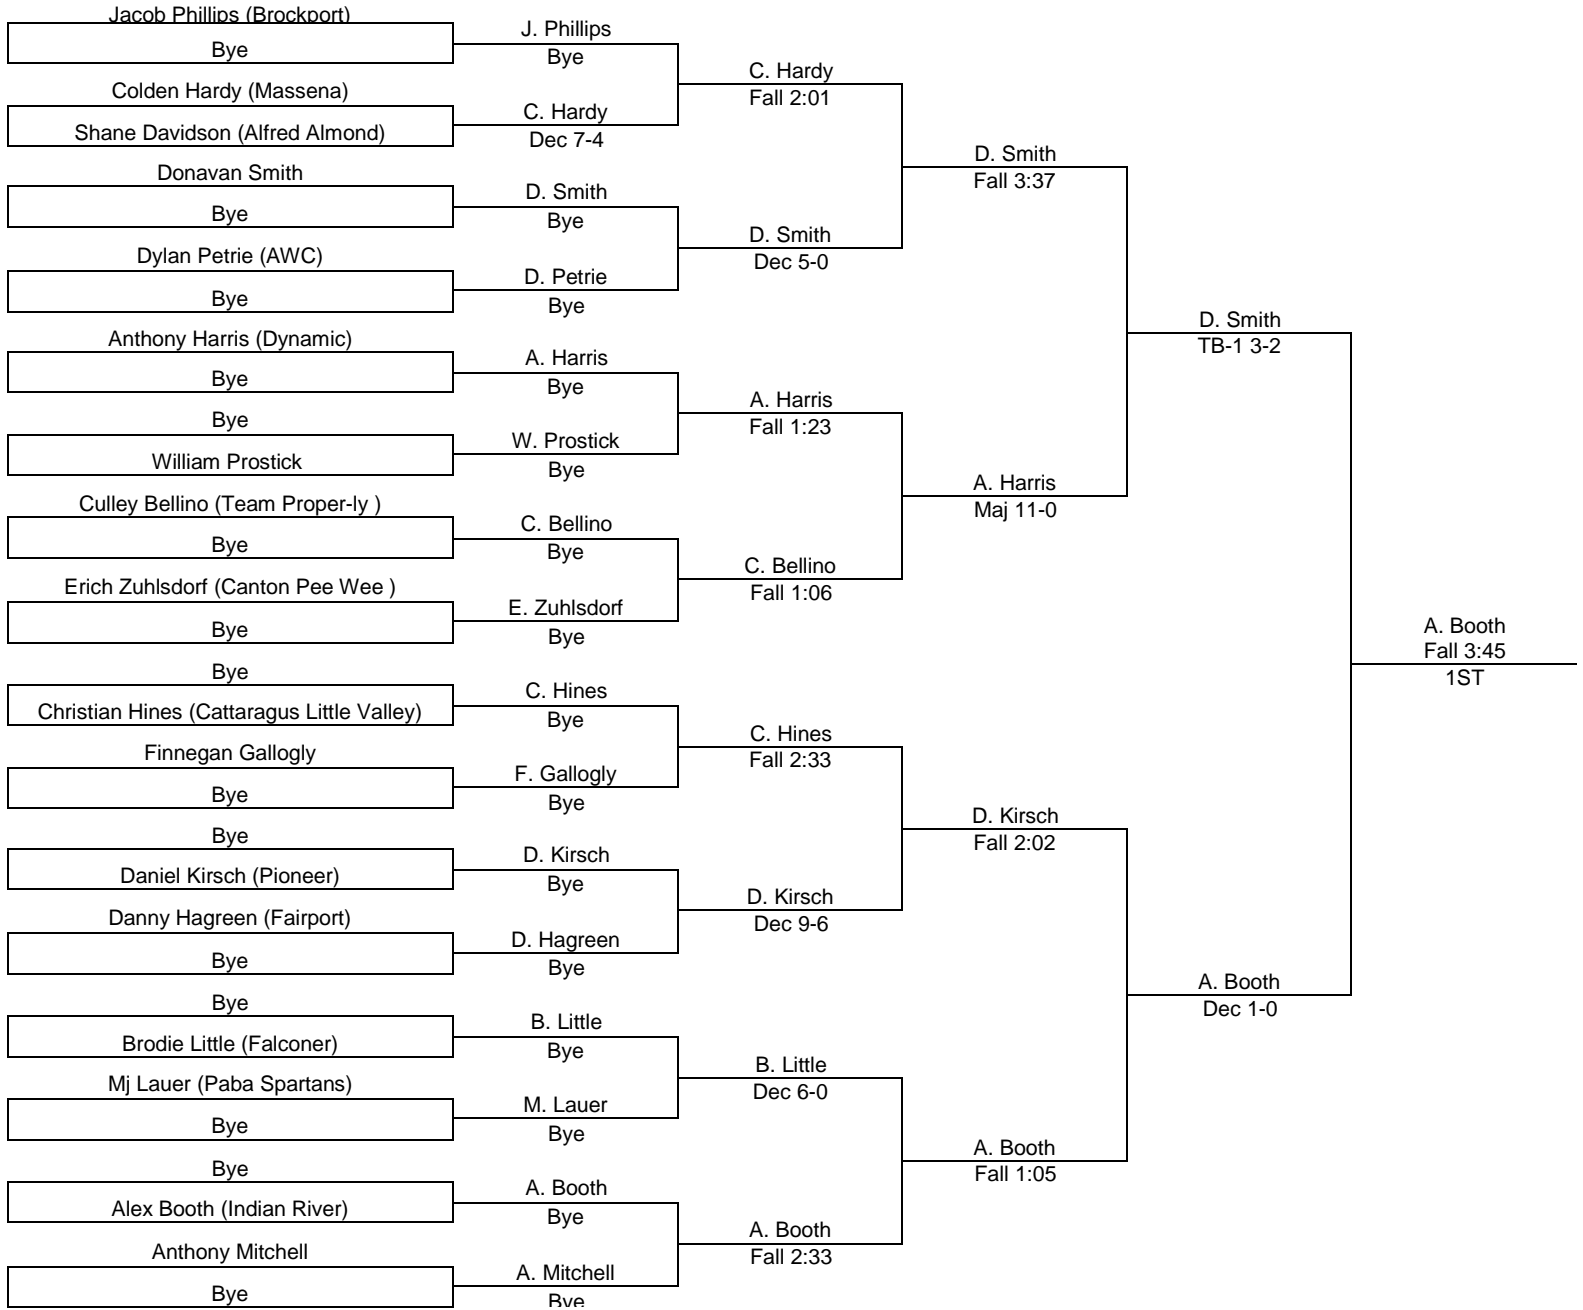 Jacob Phillips (Brockport)
Bye
Colden Hardy (Massena)
Shane Davidson (Alfred Almond)
Donavan Smith
Bye
Dylan Petrie (AWC)
Bye
Anthony Harris (Dynamic)
Bye
Bye
William Prostick
Culley Bellino (Team Proper-ly )
Bye
Erich Zuhlsdorf (Canton Pee Wee )
Bye
Bye
Christian Hines (Cattaragus Little Valley)
Finnegan Gallogly
Bye
Bye
Daniel Kirsch (Pioneer)
Danny Hagreen (Fairport)
Bye
Bye
Brodie Little (Falconer)
Mj Lauer (Paba Spartans)
Bye
Bye
Alex Booth (Indian River)
Anthony Mitchell
Bye
J. Phillips
Bye
C. Hardy
Dec 7-4
D. Smith
Bye
D. Petrie
Bye
A. Harris
Bye
W. Prostick
Bye
C. Bellino
Bye
E. Zuhlsdorf
Bye
C. Hines
Bye
F. Gallogly
Bye
D. Kirsch
Bye
D. Hagreen
Bye
B. Little
Bye
M. Lauer
Bye
A. Booth
Bye
A. Mitchell
Bye
C. Hardy
Fall 2:01
D. Smith
Dec 5-0
A. Harris
Fall 1:23
C. Bellino
Fall 1:06
C. Hines
Fall 2:33
D. Kirsch
Dec 9-6
B. Little
Dec 6-0
A. Booth
Fall 2:33
D. Smith
Fall 3:37
A. Harris
Maj 11-0
D. Kirsch
Fall 2:02
A. Booth
Fall 1:05
D. Smith
TB-1 3-2
A. Booth
Dec 1-0
A. Booth
Fall 3:45
1ST